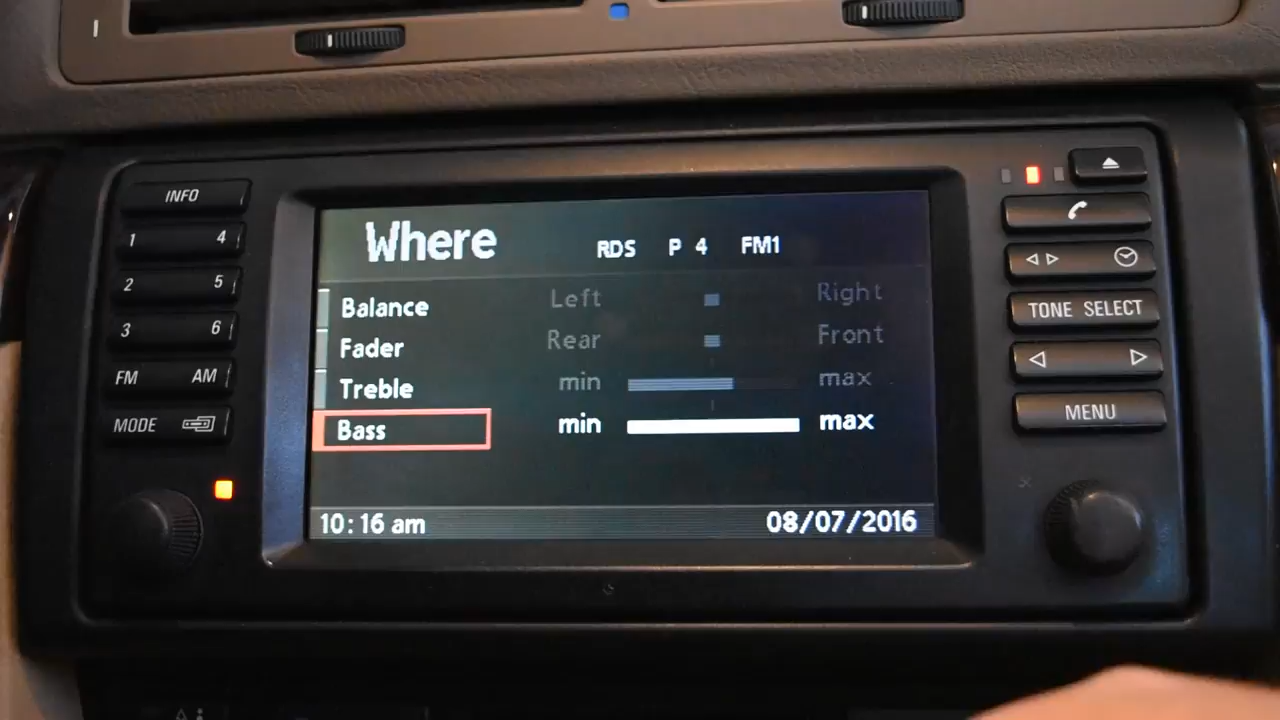 INFO
1 4
2 5
3 6
FM AM
MODE
Where RDS P 4 FM1
Balance Left Right
Fader Rear Front
Treble min max
Bass min max
10:16 am 08/07/2016
TONE SELECT
MENU